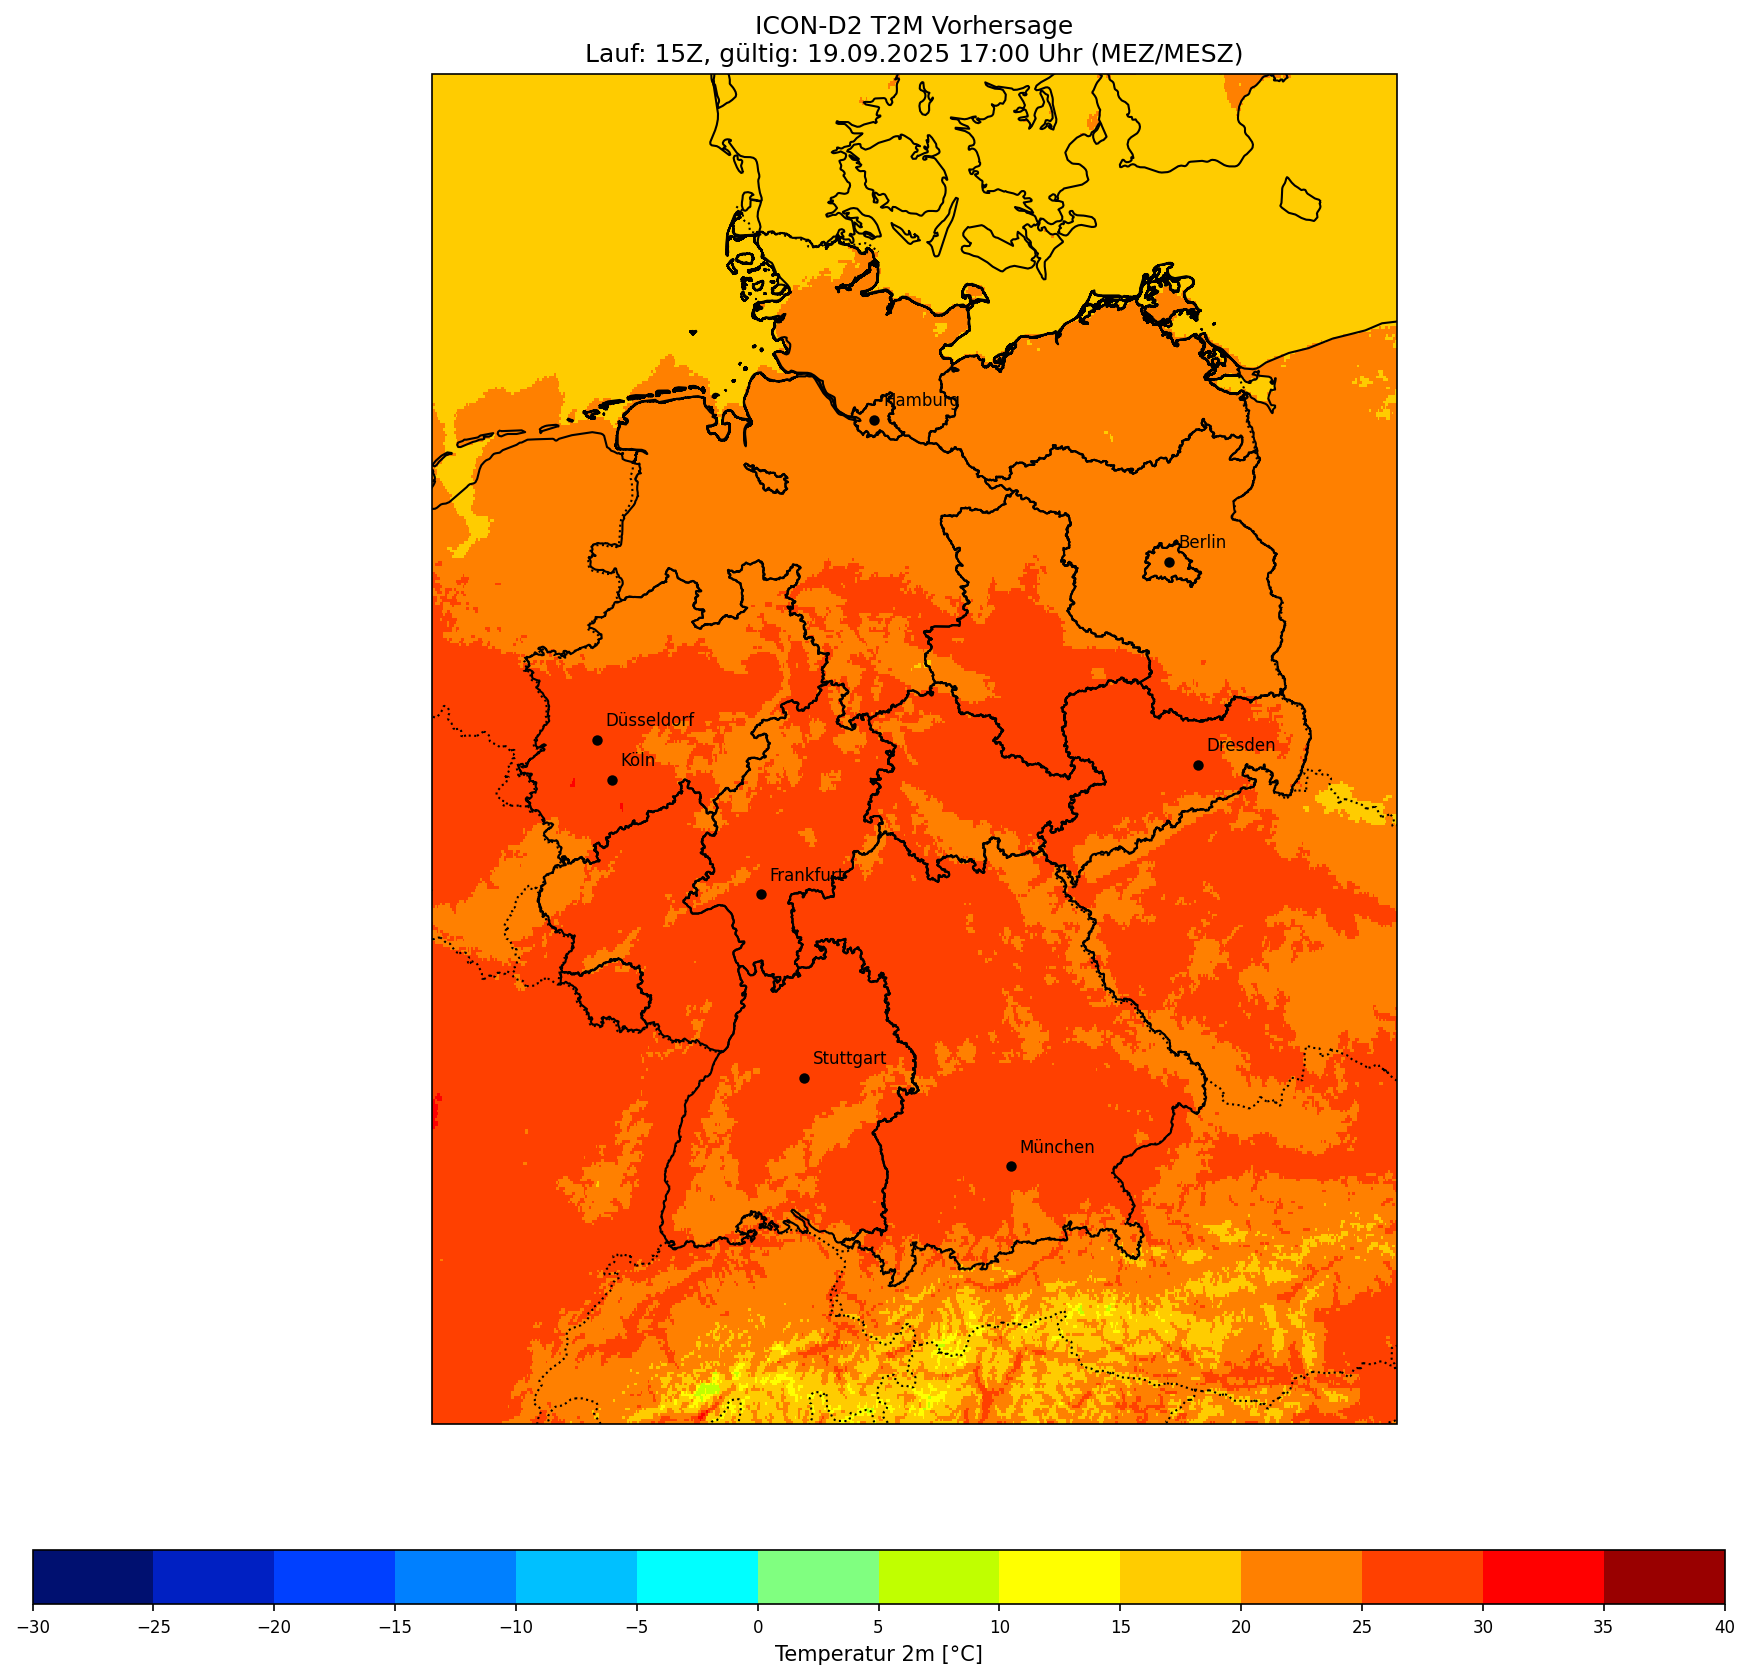 ICON-D2 T2M Vorhersage
Lauf: 15Z, gültig: 19.09.2025 17:00 Uhr (MEZ/MESZ)
Hamburg
Berlin
Düsseldorf
Köln
Dresden
Frankfurt
Stuttgart
München
−30 −25 −20 −15 −10 −5 0 5 10 15 20 25 30 35 40
Temperatur 2m [°C]